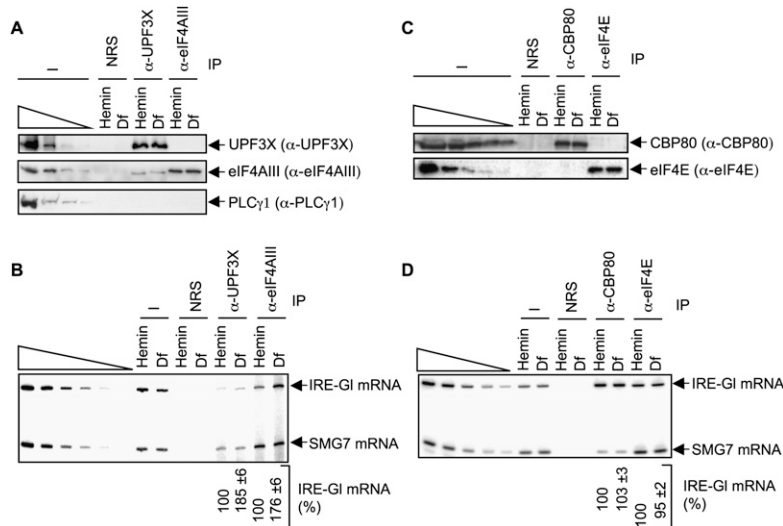 A
NRS
α-UPF3X
α-eIF4AIII
IP
–
Hemin
Df
Hemin
Df
Hemin
Df
UPF3X (α-UPF3X)
eIF4AIII (α-eIF4AIII)
PLCγ1 (α-PLCγ1)
C
NRS
α-CBP80
α-eIF4E
IP
–
Hemin
Df
Hemin
Df
Hemin
Df
CBP80 (α-CBP80)
eIF4E (α-eIF4E)
B
–
NRS
α-UPF3X
α-eIF4AIII
IP
Hemin
Df
Hemin
Df
Hemin
Df
Hemin
Df
IRE-Gl mRNA
SMG7 mRNA
100
185 ±6
100
176 ±6
IRE-Gl mRNA
(%)
D
–
NRS
α-CBP80
α-eIF4E
IP
Hemin
Df
Hemin
Df
Hemin
Df
Hemin
Df
IRE-Gl mRNA
SMG7 mRNA
100
103 ±3
100
95 ±2
IRE-Gl mRNA
(%)